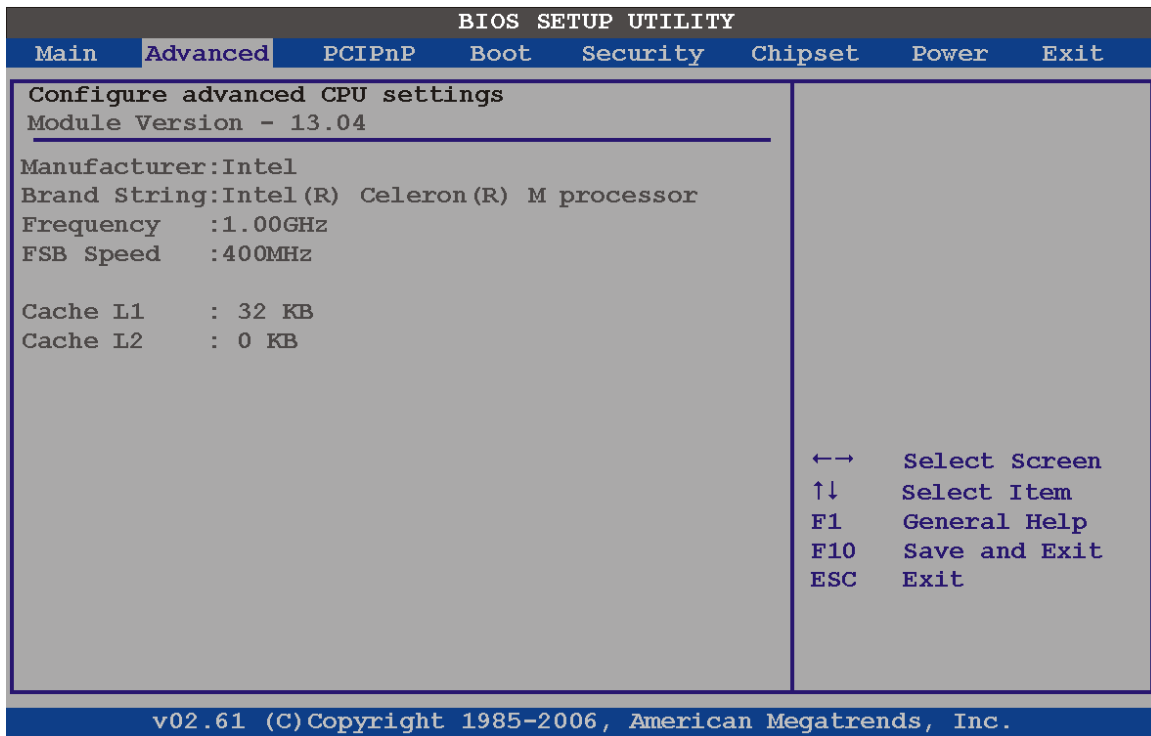 BIOS SETUP UTILITY
Main Advanced PCIPnP Boot Security Chipset Power Exit
Configure advanced CPU settings
Module Version - 13.04
Manufacturer:Intel
Brand String:Intel(R) Celeron(R) M processor
Frequency :1.00GHz
FSB Speed :400MHz
Cache L1 : 32 KB
Cache L2 : 0 KB
←→ Select Screen
↑↓ Select Item
F1 General Help
F10 Save and Exit
ESC Exit
v02.61 (C)Copyright 1985-2006, American Megatrends, Inc.